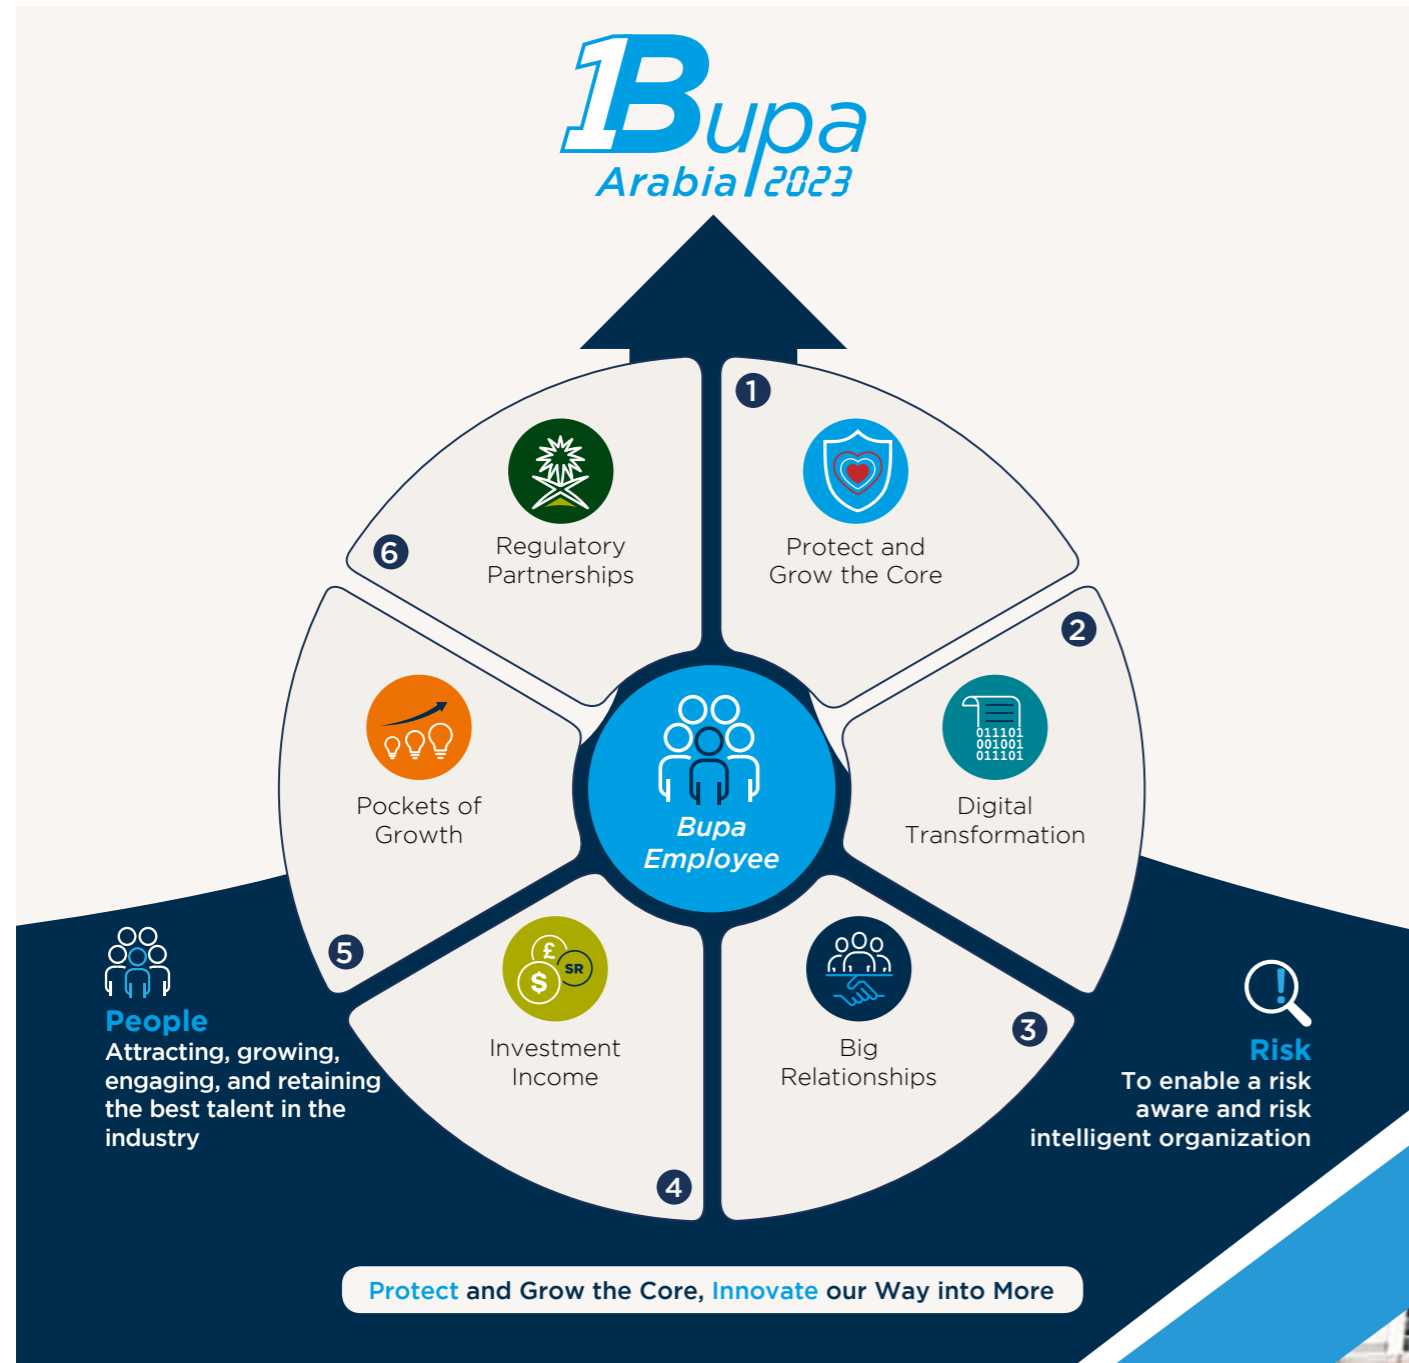 1Bupa
Arabia 2023
1
Protect and
Grow the Core
2
011101
001001
011101
Digital
Transformation
3
Big
Relationships
4
£
$
SR
Investment
Income
5
Pockets of
Growth
6
Regulatory
Partnerships
Bupa
Employee
People
Attracting, growing,
engaging, and retaining
the best talent in the
industry
!
Risk
To enable a risk
aware and risk
intelligent organization
Protect and Grow the Core, Innovate our Way into More